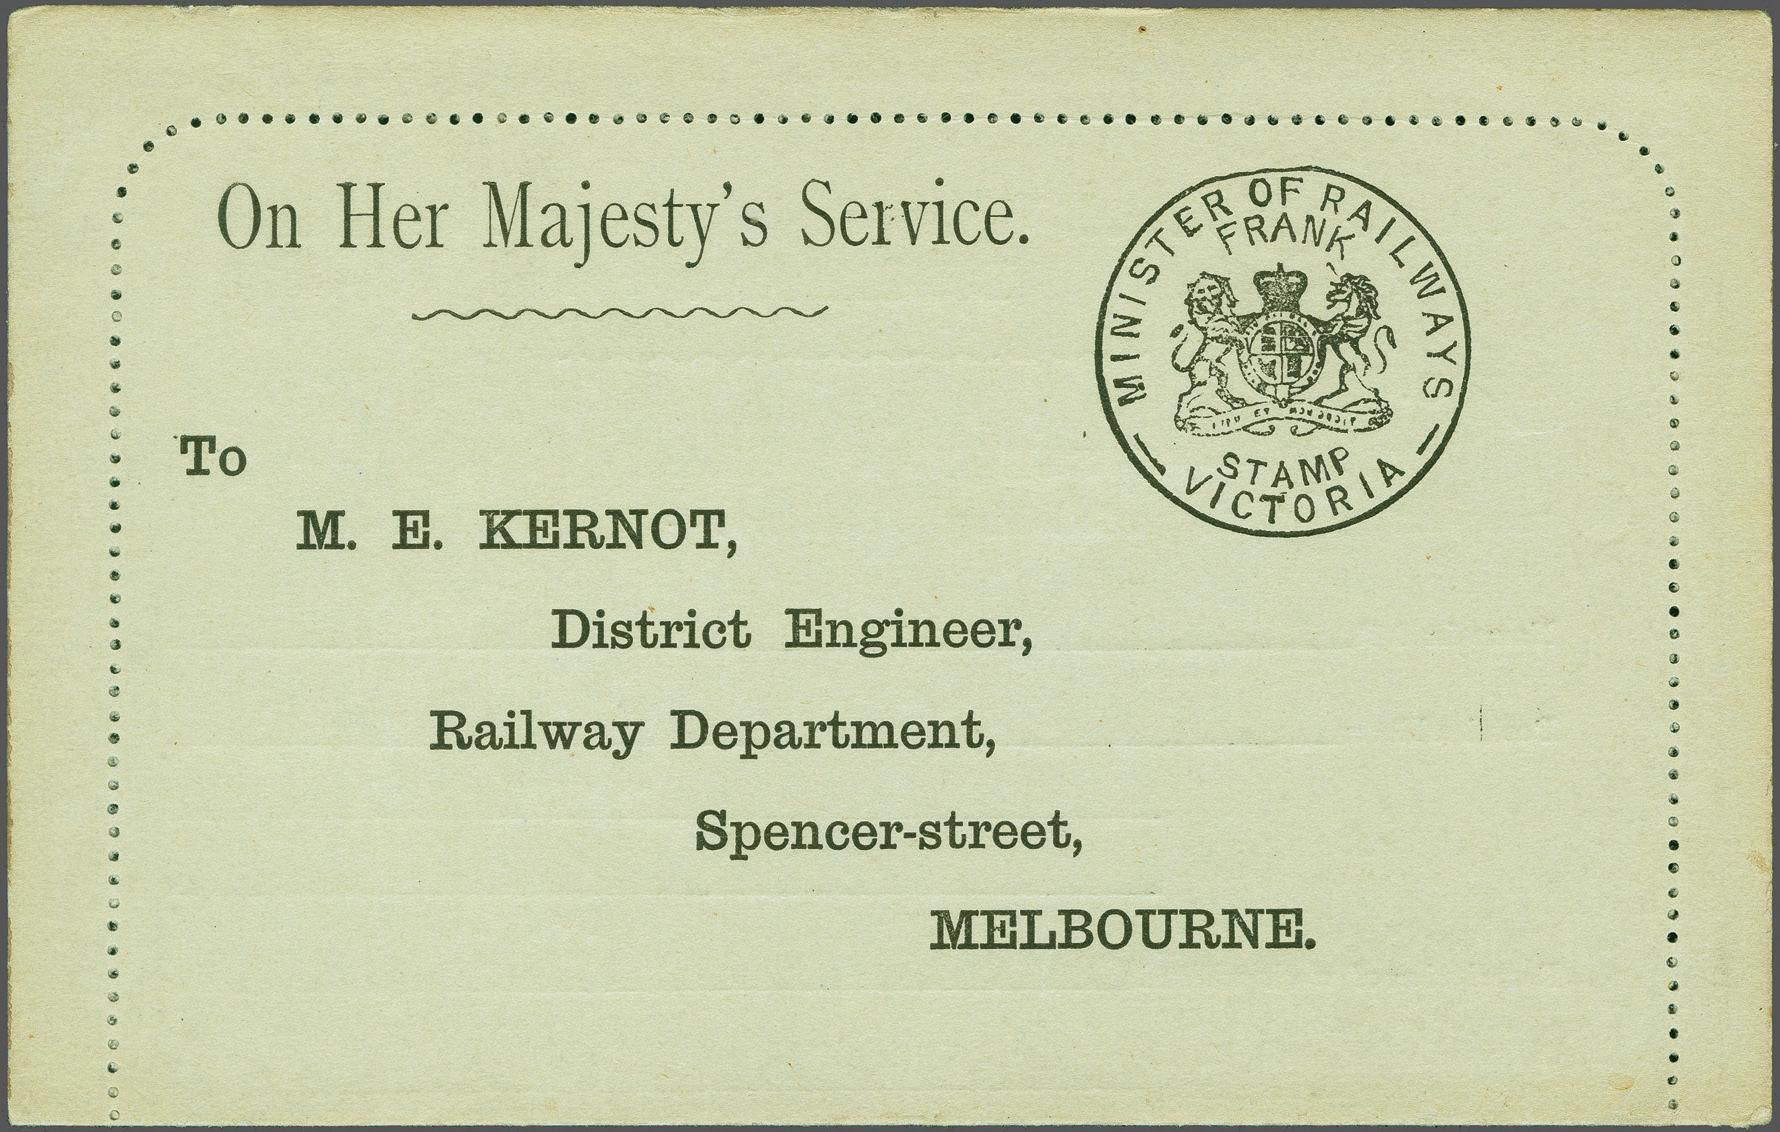 On Her Majesty's Service.
MINISTER OF RAILWAYS
FRANK
STAMP
VICTORIA
To
M. E. KERNOT,
District Engineer,
Railway Department,
Spencer-street,
MELBOURNE.